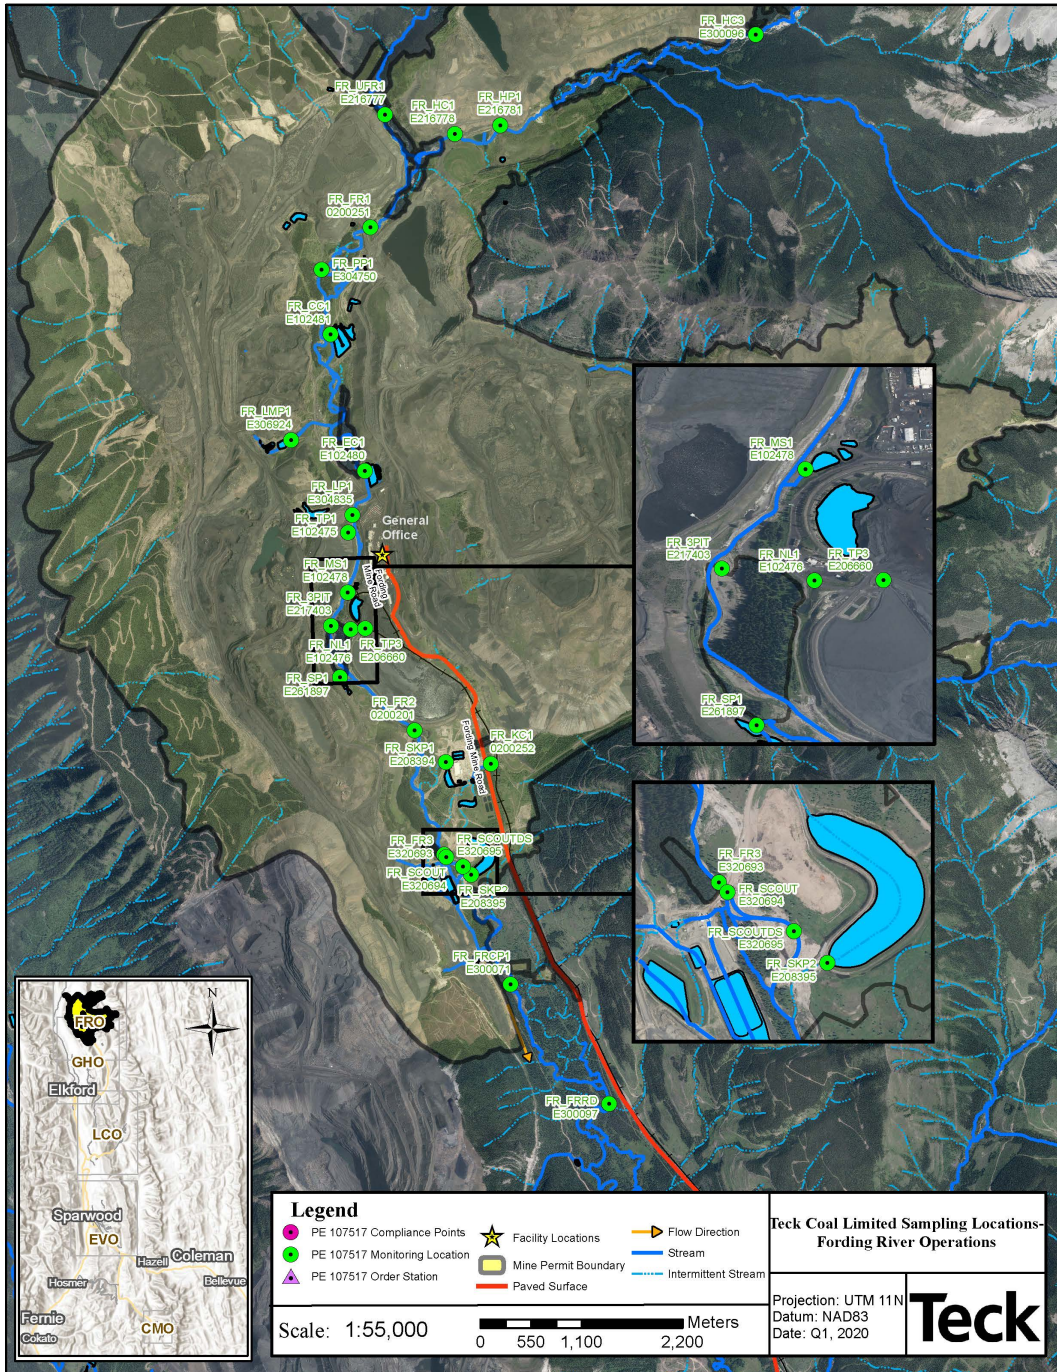 FR_HC3
E300096
FR_UFR1
E216777
FR_HC1
E216778
FR_HP1
E216781
FR_FR1
0200251
FR_PP1
E304750
FR_CC1
E102481
FR_LMP1
E306924
FR_EC1
E102480
FR_LP1
E304835
FR_TP1
E102475
General
Office
FR_MS1
E102478
Fording
Mine Road
FR_3PIT
E217403
FR_NL1
E102476
FR_TP3
E206660
FR_SP1
E261897
FR_FR2
0200201
FR_SKP1
E208394
Fording Mine Road
FR_KC1
0200252
FR_FR3
E320693
FR_SCOUTDS
E320695
FR_SCOUT
E320694
FR_SKP2
E208395
FR_FRCP1
E300071
FR_FRRD
E300097
FR_MS1
E102478
FR_3PIT
E217403
FR_NL1
E102476
FR_TP3
E206660
FR_SP1
E261897
FR_FR3
E320693
FR_SCOUT
E320694
FR_SCOUTDS
E320695
FR_SKP2
E208395
N
FRO
GHO
Elkford
LCO
Sparwood
EVO
Hazell
Coleman
Hosmer
Bellevue
Fernie
Cokato
CMO
Legend
PE 107517 Compliance Points
PE 107517 Monitoring Location
PE 107517 Order Station
Facility Locations
Mine Permit Boundary
Paved Surface
Flow Direction
Stream
Intermittent Stream
Scale: 1:55,000
Meters
0 550 1,100 2,200
Teck Coal Limited Sampling Locations-
Fording River Operations
Projection: UTM 11N
Datum: NAD83
Date: Q1, 2020
Teck